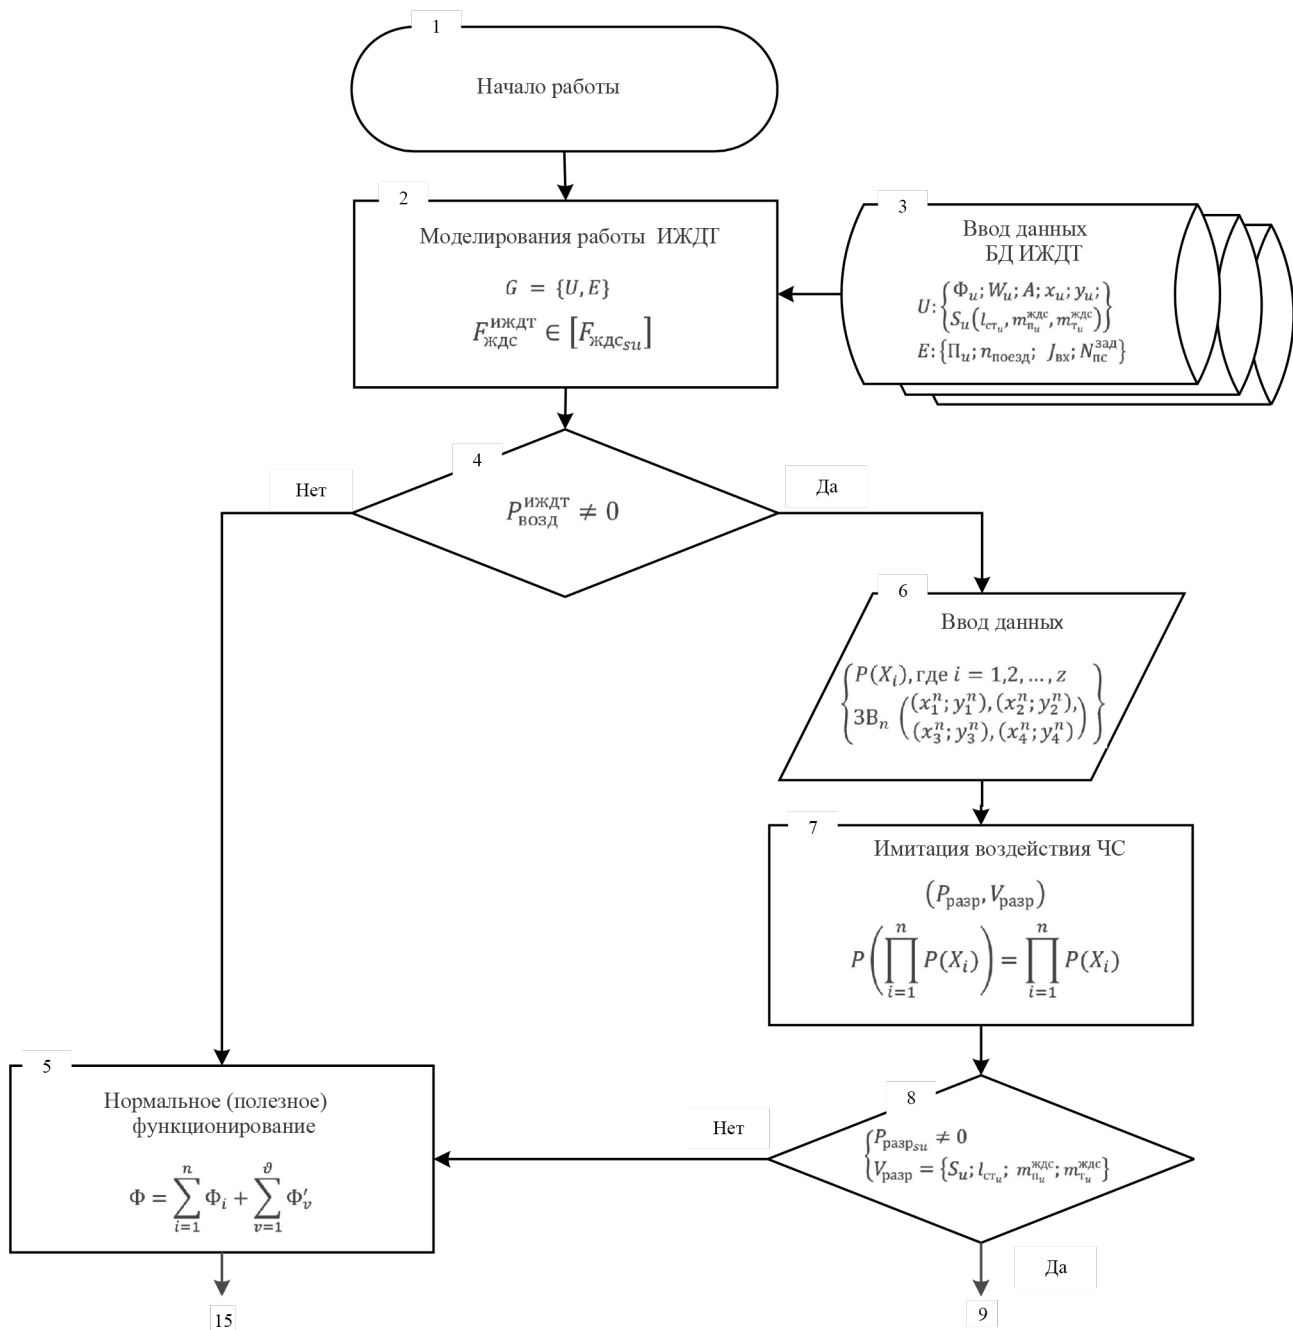 1
Начало работы
2
Моделирования работы ИЖДТ
G = {U, E}
F_ждс^иждт ∈ [F_ждс_su]
3
Ввод данных
БД ИЖДТ
U: {Ф_u; W_u; A; x_u; y_u;
S_u(l_ст_u, m_п_u^ждс, m_т_u^ждс)}
E: {П_u; n_поезд; J_вх; N_пс^зад}
4
P_возд^иждт ≠ 0
Нет
Да
6
Ввод данных
{P(X_i), где i = 1,2, …, z
ЗВ_n ((x_1^n; y_1^n), (x_2^n; y_2^n),
(x_3^n; y_3^n), (x_4^n; y_4^n))}
7
Имитация воздействия ЧС
(P_разр, V_разр)
P(∏_{i=1}^{n} P(X_i)) = ∏_{i=1}^{n} P(X_i)
5
Нормальное (полезное)
функционирование
Ф = ∑_{i=1}^{n} Ф_i + ∑_{v=1}^{ϑ} Ф′_v
8
Нет
{P_разр_su ≠ 0
V_разр = {S_u; l_ст_u; m_п_u^ждс; m_т_u^ждс}
Да
15
9